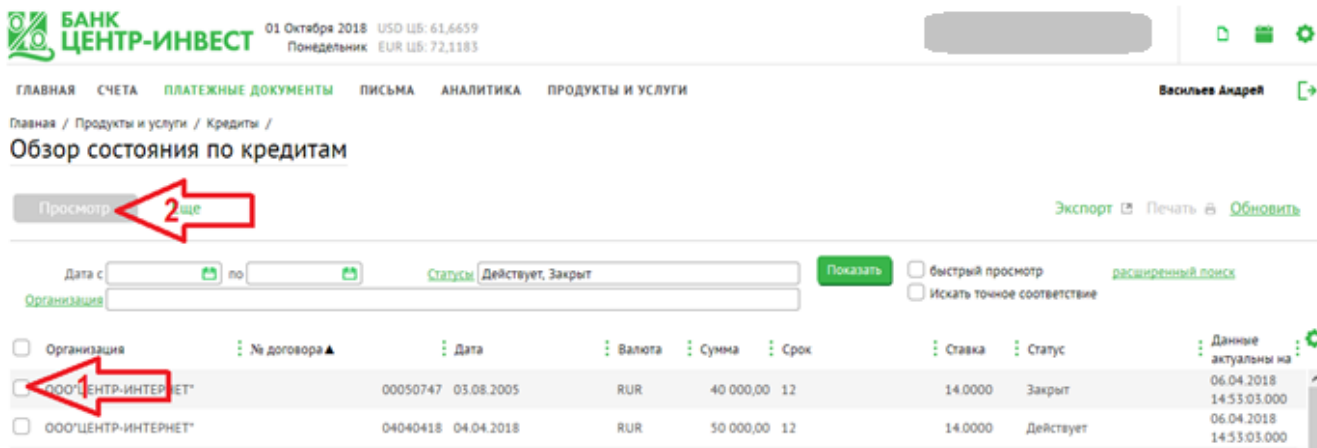 БАНК
ЦЕНТР-ИНВЕСТ
01 Октября 2018 USD ЦБ: 61,6659
Понедельник EUR ЦБ: 72,1183
ГЛАВНАЯ СЧЕТА ПЛАТЕЖНЫЕ ДОКУМЕНТЫ ПИСЬМА АНАЛИТИКА ПРОДУКТЫ И УСЛУГИ Васильев Андрей
Главная / Продукты и услуги / Кредиты /
Обзор состояния по кредитам
Просмотр 2 еще Экспорт Печать Обновить
Дата с по Статусы Действует, Закрыт Показать быстрый просмотр расширенный поиск
Организация Искать точное соответствие
Организация № договора▲ Дата Валюта Сумма Срок Ставка Статус Данные актуальны на
1 ООО"ЦЕНТР-ИНТЕРНЕТ" 00050747 03.08.2005 RUR 40 000,00 12 14.0000 Закрыт 06.04.2018 14:53:03.000
ООО"ЦЕНТР-ИНТЕРНЕТ" 04040418 04.04.2018 RUR 50 000,00 12 14.0000 Действует 06.04.2018 14:53:03.000